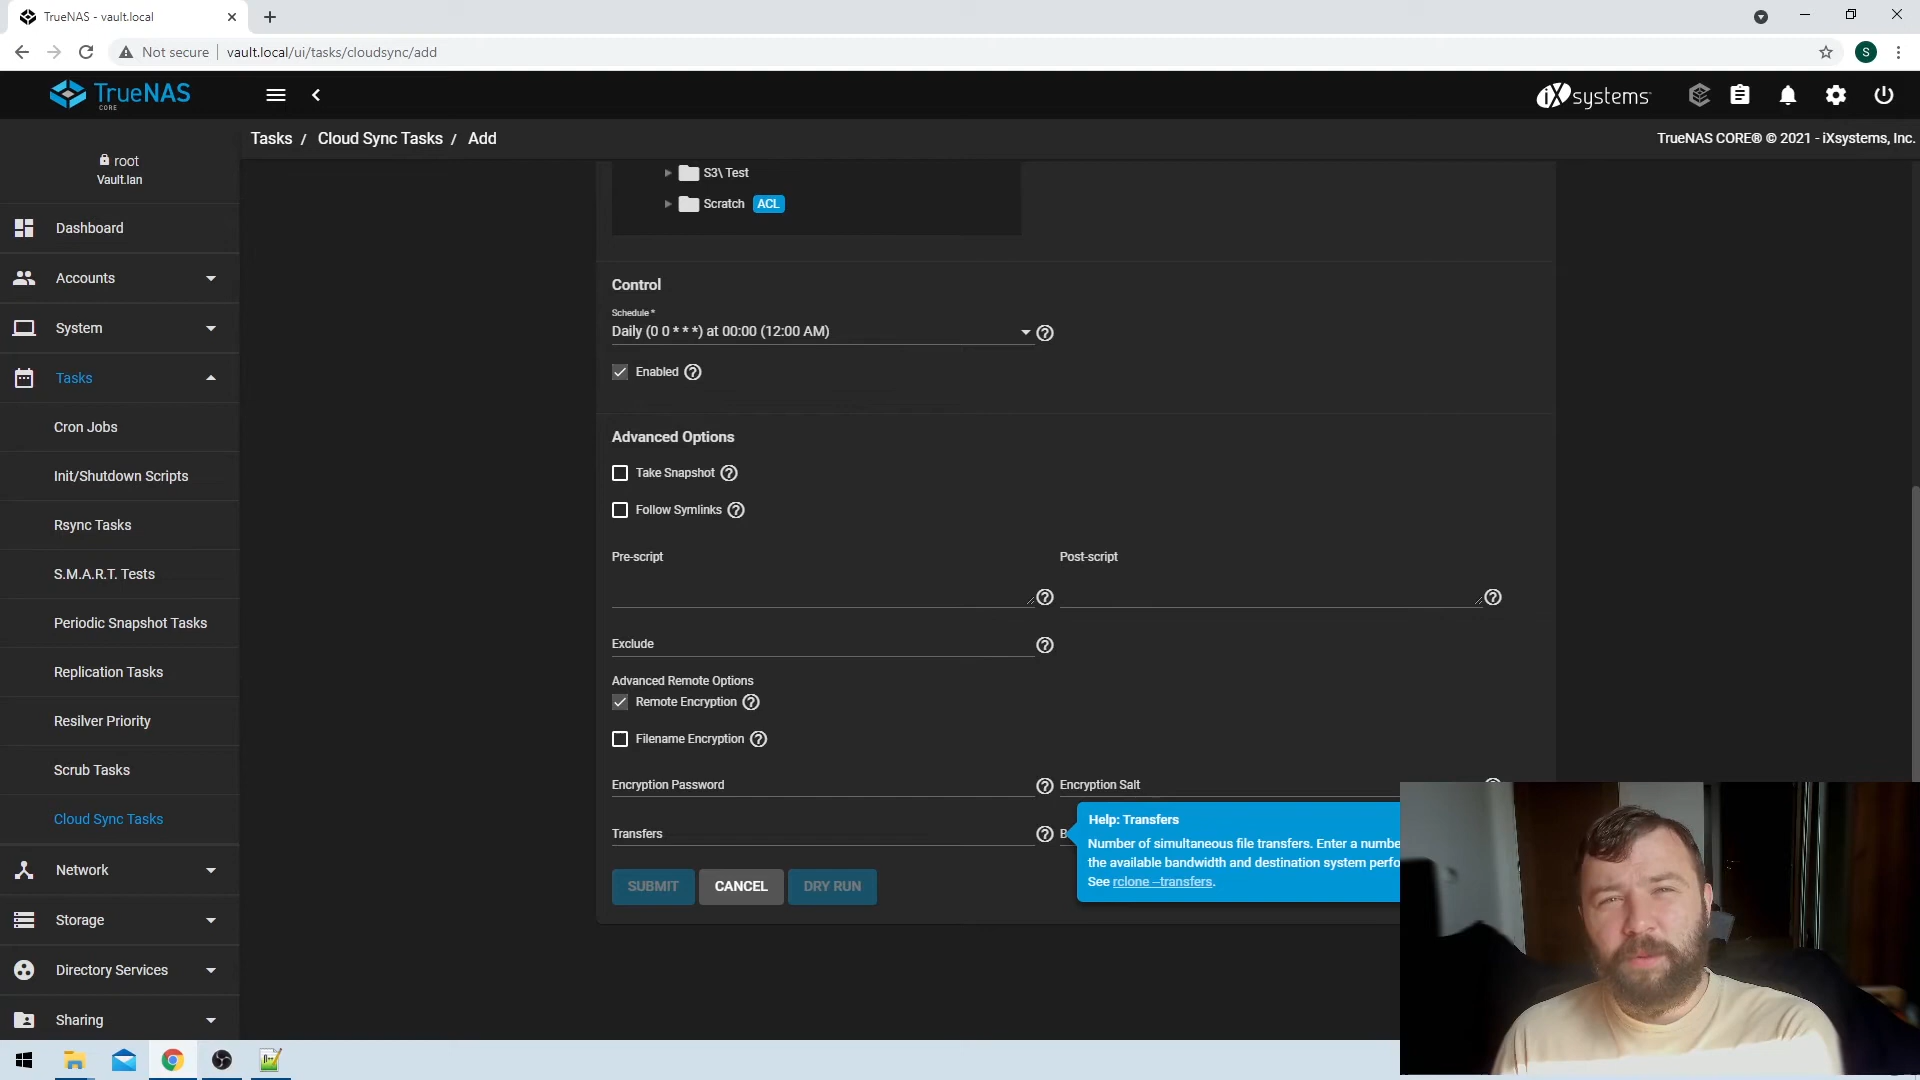 TrueNAS - vault.local
Not secure
vault.local/ui/tasks/cloudsync/add
S
TrueNAS
CORE
iXsystems
Tasks / Cloud Sync Tasks / Add
TrueNAS CORE® © 2021 - iXsystems, Inc.
root
Vault.lan
Dashboard
Accounts
System
Tasks
Cron Jobs
Init/Shutdown Scripts
Rsync Tasks
S.M.A.R.T. Tests
Periodic Snapshot Tasks
Replication Tasks
Resilver Priority
Scrub Tasks
Cloud Sync Tasks
Network
Storage
Directory Services
Sharing
S3\ Test
Scratch ACL
Control
Schedule *
Daily (0 0 * * *) at 00:00 (12:00 AM)
Enabled
Advanced Options
Take Snapshot
Follow Symlinks
Pre-script
Post-script
Exclude
Advanced Remote Options
Remote Encryption
Filename Encryption
Encryption Password
Encryption Salt
Transfers
B
SUBMIT
CANCEL
DRY RUN
Help: Transfers
Number of simultaneous file transfers. Enter a numbe
the available bandwidth and destination system perfo
See rclone –transfers.